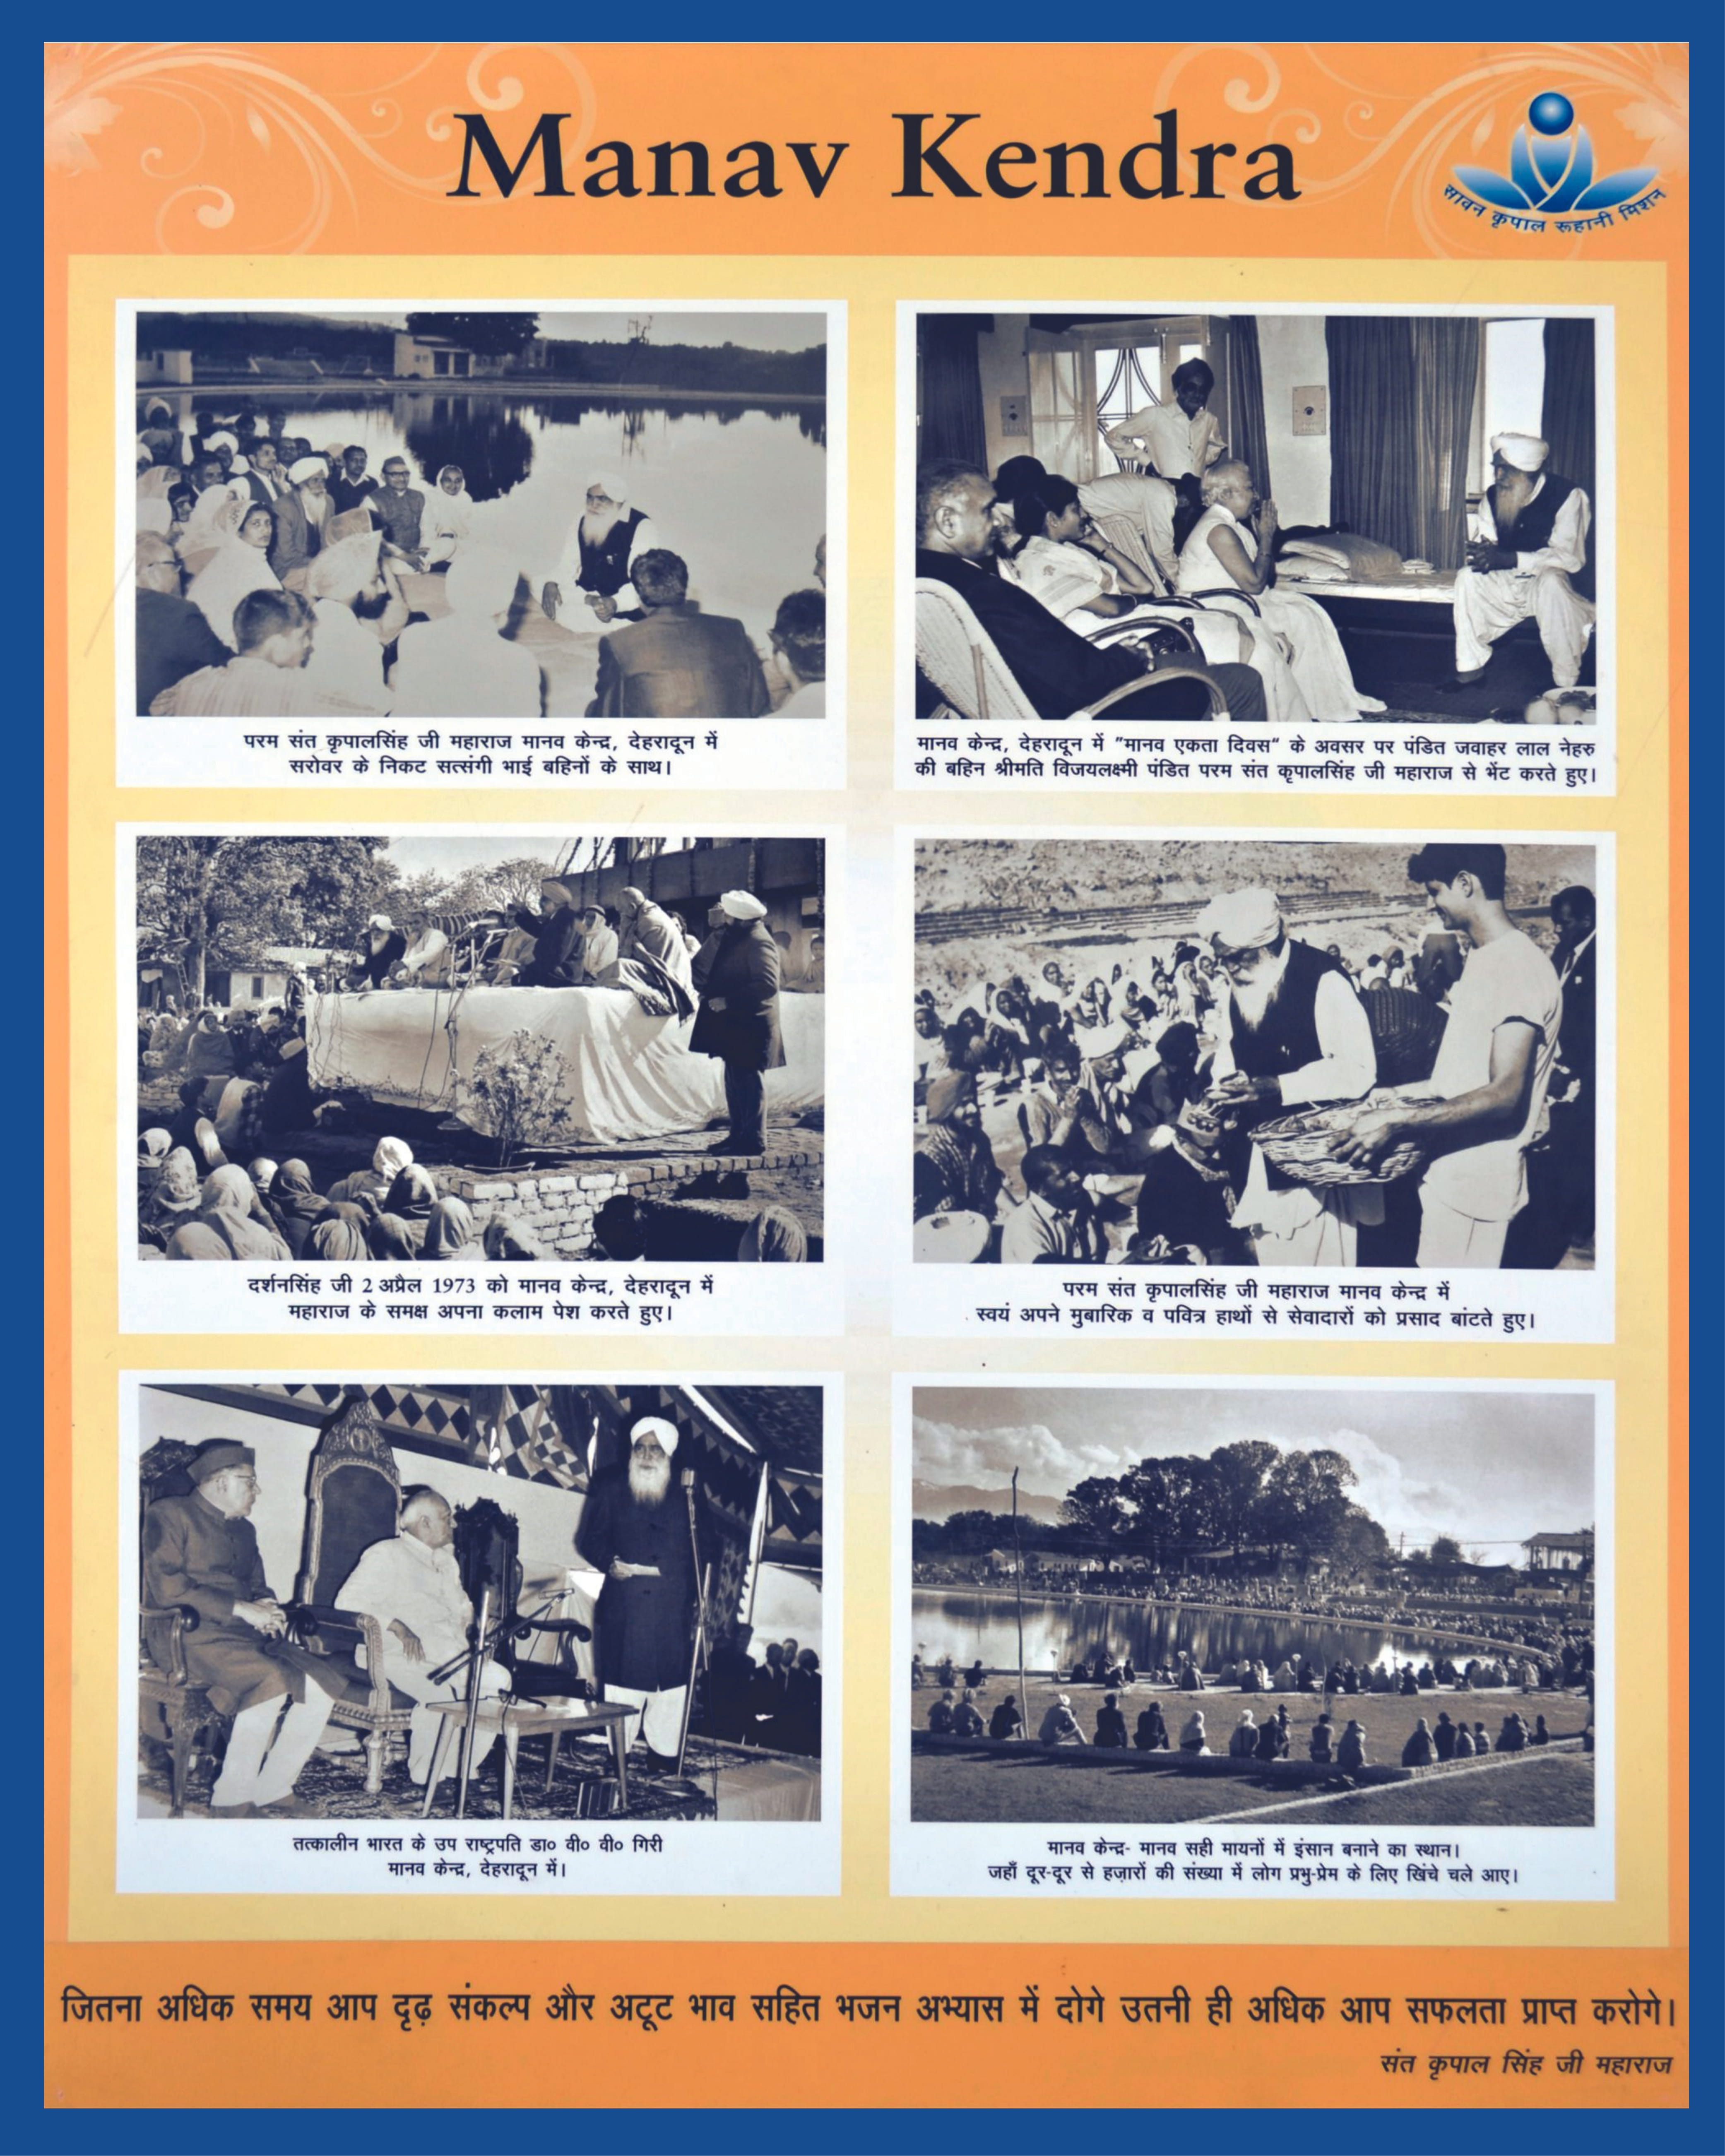 Manav Kendra
सावन कृपाल रूहानी मिशन
परम संत कृपालसिंह जी महाराज मानव केन्द्र, देहरादून में
सरोवर के निकट सत्संगी भाई बहिनों के साथ।
मानव केन्द्र, देहरादून में "मानव एकता दिवस" के अवसर पर पंडित जवाहर लाल नेहरु
की बहिन श्रीमति विजयलक्ष्मी पंडित परम संत कृपालसिंह जी महाराज से भेंट करते हुए।
दर्शनसिंह जी 2 अप्रैल 1973 को मानव केन्द्र, देहरादून में
महाराज के समक्ष अपना कलाम पेश करते हुए।
परम संत कृपालसिंह जी महाराज मानव केन्द्र में
स्वयं अपने मुबारिक व पवित्र हाथों से सेवादारों को प्रसाद बांटते हुए।
तत्कालीन भारत के उप राष्ट्रपति डा० वी० वी० गिरी
मानव केन्द्र, देहरादून में।
मानव केन्द्र- मानव सही मायनों में इंसान बनाने का स्थान।
जहाँ दूर-दूर से हज़ारों की संख्या में लोग प्रभु-प्रेम के लिए खिंचे चले आए।
जितना अधिक समय आप दृढ़ संकल्प और अटूट भाव सहित भजन अभ्यास में दोगे उतनी ही अधिक आप सफलता प्राप्त करोगे।
संत कृपाल सिंह जी महाराज